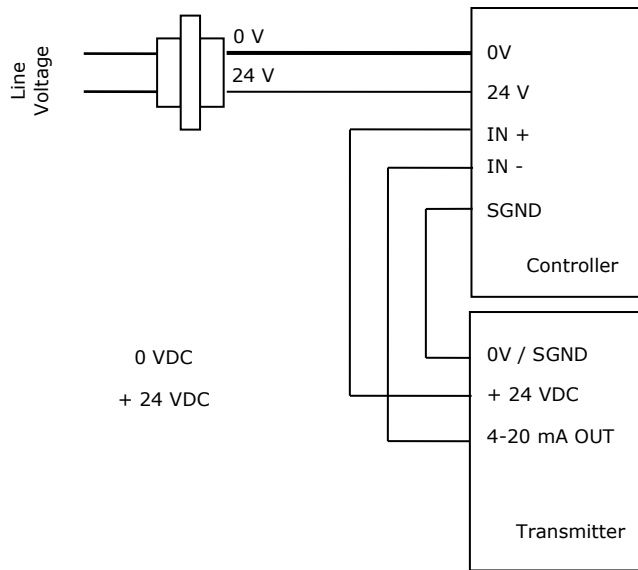 Line
Voltage
0 V
24 V
0V
24 V
IN +
IN -
SGND
Controller
0 VDC
+ 24 VDC
0V / SGND
+ 24 VDC
4-20 mA OUT
Transmitter